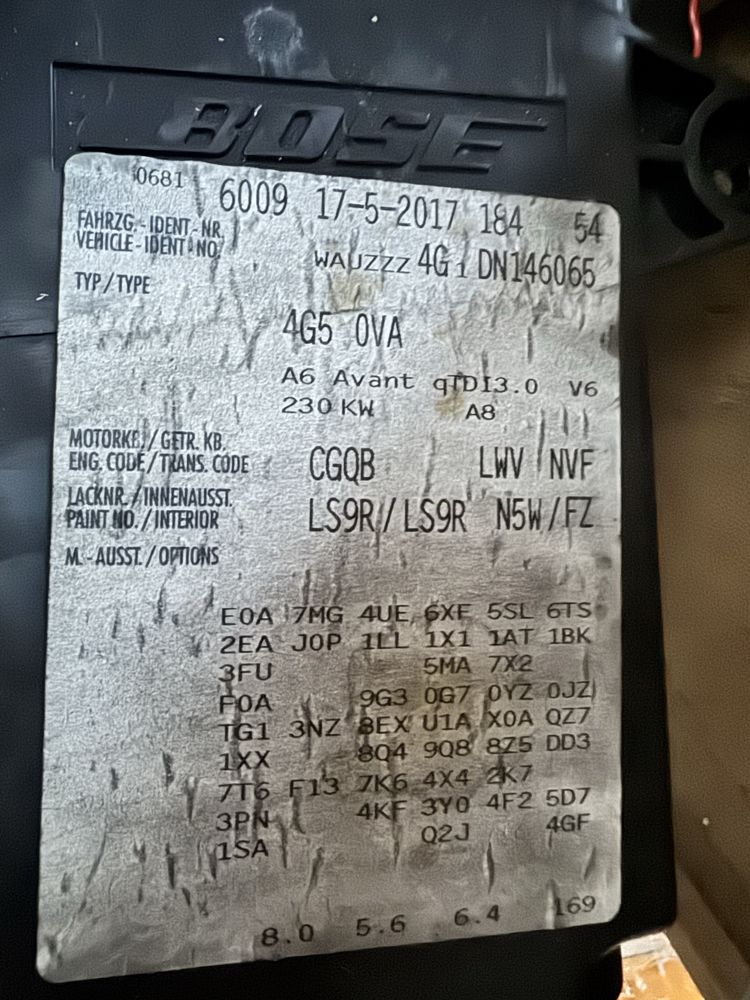 BOSE
0681 6009 17-5-2017 184 54
FAHRZG.-IDENT-NR.
VEHICLE-IDENT-NO.
WAUZZZ 4G1 DN146065
TYP/TYPE
4G5 0VA
A6 Avant qTDI3.0 V6
230 KW A8
MOTORKB./GETR.KB.
ENG. CODE/TRANS. CODE
CGQB LWV NVF
LACKNR./INNENAUSST.
PAINT NO./INTERIOR
LS9R/LS9R N5W/FZ
M.-AUSST./OPTIONS
E0A 7MG 4UE 6XE 5SL 6TS
2EA J0P 1LL 1X1 1AT 1BK
3FU 5MA 7X2
F0A 9G3 0G7 0YZ 0JZ
TG1 3NZ 8EX U1A X0A QZ7
1XX 8Q4 9Q8 8Z5 DD3
7T6 F13 7K6 4X4 2K7
3PN 4KF 3Y0 4F2 5D7
1SA Q2J 4GF
8.0 5.6 6.4 169